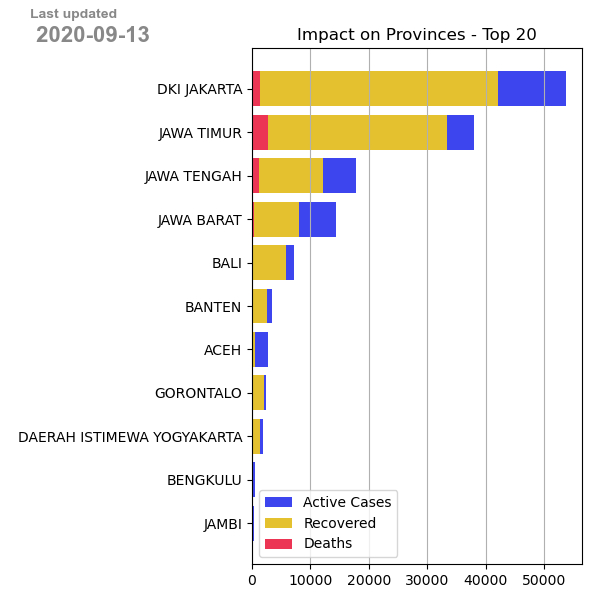 Last updated
2020-09-13
Impact on Provinces - Top 20
DKI JAKARTA
JAWA TIMUR
JAWA TENGAH
JAWA BARAT
BALI
BANTEN
ACEH
GORONTALO
DAERAH ISTIMEWA YOGYAKARTA
BENGKULU
JAMBI
Active Cases
Recovered
Deaths
0 10000 20000 30000 40000 50000